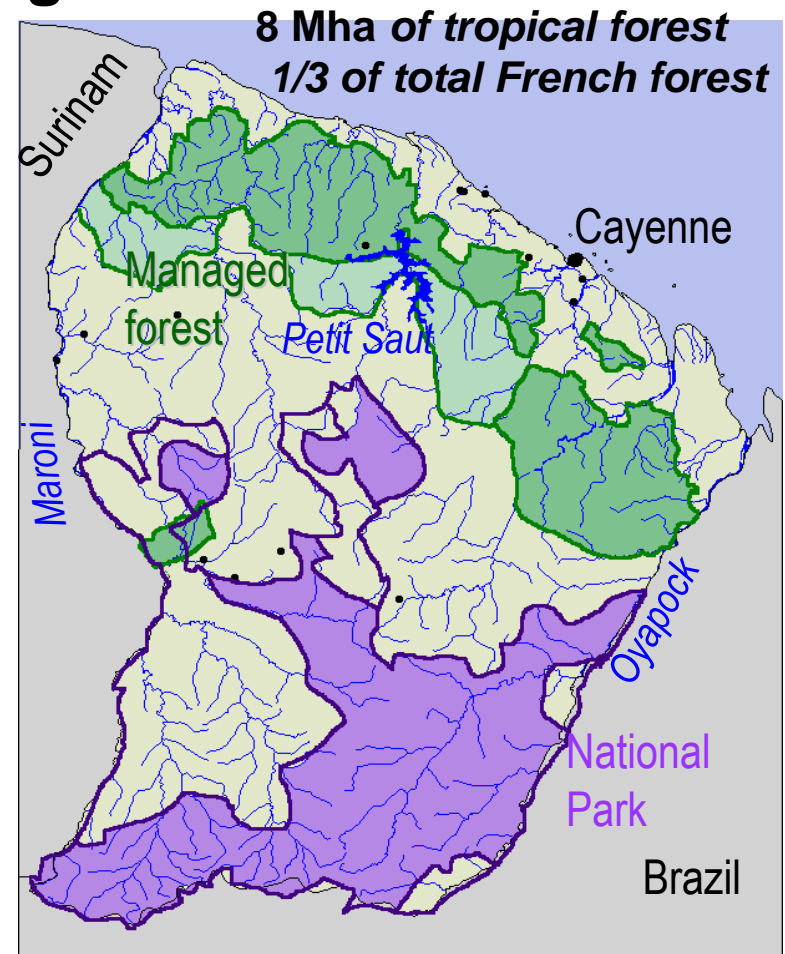 8 Mha of tropical forest
1/3 of total French forest
Surinam
Cayenne
Managed
forest
Petit Saut
Maroni
Oyapock
National
Park
Brazil